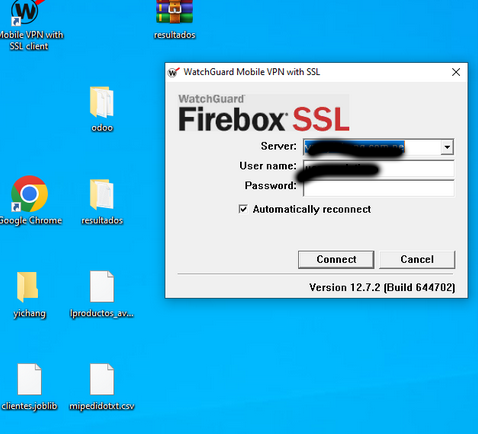 Mobile VPN with
SSL client
resultados
odoo
Google Chrome
resultados
yichang
lproductos_av...
clientes.joblib
mipedidotxt.csv
WatchGuard Mobile VPN with SSL
WatchGuard
Firebox SSL
Server:
User name:
Password:
Automatically reconnect
Connect
Cancel
Version 12.7.2 (Build 644702)